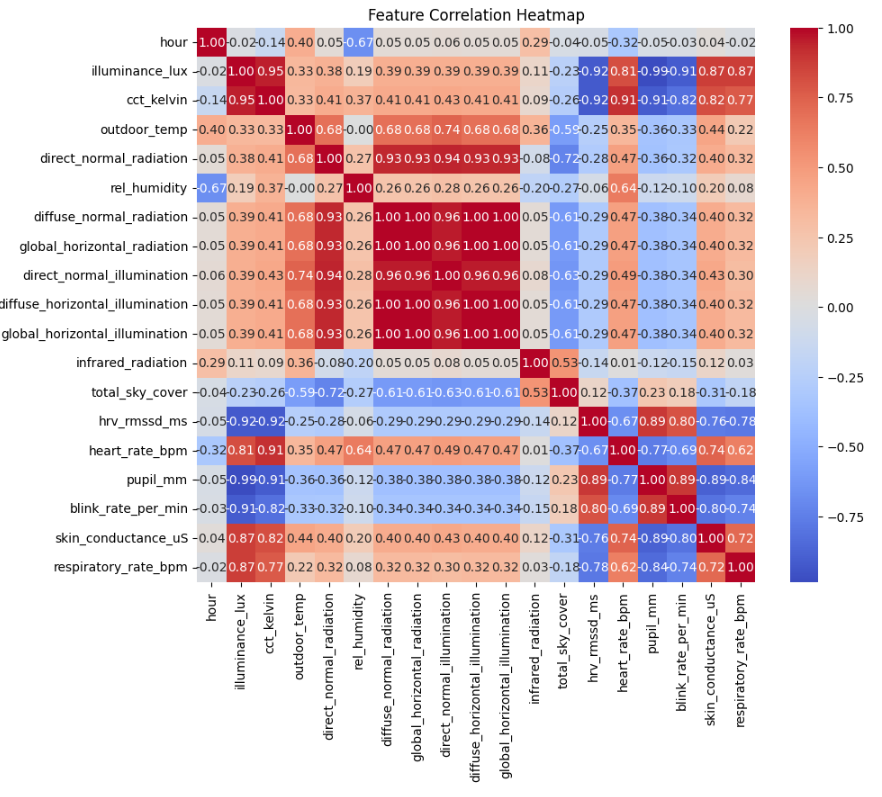 Feature Correlation Heatmap
hour 1.00 -0.02 -0.14 0.40 0.05 -0.67 0.05 0.05 0.06 0.05 0.05 0.29 -0.04 -0.05 -0.32 -0.05 -0.03 0.04 -0.02 1.00
illuminance_lux -0.02 1.00 0.95 0.33 0.38 0.19 0.39 0.39 0.39 0.39 0.39 0.11 -0.23 -0.92 0.81 -0.99 -0.91 0.87 0.87
cct_kelvin -0.14 0.95 1.00 0.33 0.41 0.37 0.41 0.41 0.43 0.41 0.41 0.09 -0.26 -0.92 0.91 -0.91 -0.82 0.82 0.77 0.75
outdoor_temp 0.40 0.33 0.33 1.00 0.68 -0.00 0.68 0.68 0.74 0.68 0.68 0.36 -0.59 -0.25 0.35 -0.36 -0.33 0.44 0.22
direct_normal_radiation 0.05 0.38 0.41 0.68 1.00 0.27 0.93 0.93 0.94 0.93 0.93 -0.08 -0.72 -0.28 0.47 -0.36 -0.32 0.40 0.32 0.50
rel_humidity -0.67 0.19 0.37 -0.00 0.27 1.00 0.26 0.26 0.28 0.26 0.26 -0.20 -0.27 -0.06 0.64 -0.12 -0.10 0.20 0.08
diffuse_normal_radiation 0.05 0.39 0.41 0.68 0.93 0.26 1.00 1.00 0.96 1.00 1.00 0.05 -0.61 -0.29 0.47 -0.38 -0.34 0.40 0.32
global_horizontal_radiation 0.05 0.39 0.41 0.68 0.93 0.26 1.00 1.00 0.96 1.00 1.00 0.05 -0.61 -0.29 0.47 -0.38 -0.34 0.40 0.32 0.25
direct_normal_illumination 0.06 0.39 0.43 0.74 0.94 0.28 0.96 0.96 1.00 0.96 0.96 0.08 -0.63 -0.29 0.49 -0.38 -0.34 0.43 0.30
diffuse_horizontal_illumination 0.05 0.39 0.41 0.68 0.93 0.26 1.00 1.00 0.96 1.00 1.00 0.05 -0.61 -0.29 0.47 -0.38 -0.34 0.40 0.32 0.00
global_horizontal_illumination 0.05 0.39 0.41 0.68 0.93 0.26 1.00 1.00 0.96 1.00 1.00 0.05 -0.61 -0.29 0.47 -0.38 -0.34 0.40 0.32
infrared_radiation 0.29 0.11 0.09 0.36 -0.08 -0.20 0.05 0.05 0.08 0.05 0.05 1.00 0.53 -0.14 0.01 -0.12 -0.15 0.12 0.03
total_sky_cover -0.04 -0.23 -0.26 -0.59 -0.72 -0.27 -0.61 -0.61 -0.63 -0.61 -0.61 0.53 1.00 0.12 -0.37 0.23 0.18 -0.31 -0.18 −0.25
hrv_rmssd_ms -0.05 -0.92 -0.92 -0.25 -0.28 -0.06 -0.29 -0.29 -0.29 -0.29 -0.29 -0.14 0.12 1.00 -0.67 0.89 0.80 -0.76 -0.78
heart_rate_bpm -0.32 0.81 0.91 0.35 0.47 0.64 0.47 0.47 0.49 0.47 0.47 0.01 -0.37 -0.67 1.00 -0.77 -0.69 0.74 0.62 −0.50
pupil_mm -0.05 -0.99 -0.91 -0.36 -0.36 -0.12 -0.38 -0.38 -0.38 -0.38 -0.38 -0.12 0.23 0.89 -0.77 1.00 0.89 -0.89 -0.84
blink_rate_per_min -0.03 -0.91 -0.82 -0.33 -0.32 -0.10 -0.34 -0.34 -0.34 -0.34 -0.34 -0.15 0.18 0.80 -0.69 0.89 1.00 -0.80 -0.74 −0.75
skin_conductance_uS 0.04 0.87 0.82 0.44 0.40 0.20 0.40 0.40 0.43 0.40 0.40 0.12 -0.31 -0.76 0.74 -0.89 -0.80 1.00 0.72
respiratory_rate_bpm -0.02 0.87 0.77 0.22 0.32 0.08 0.32 0.32 0.30 0.32 0.32 0.03 -0.18 -0.78 0.62 -0.84 -0.74 0.72 1.00
hour
illuminance_lux
cct_kelvin
outdoor_temp
direct_normal_radiation
rel_humidity
diffuse_normal_radiation
global_horizontal_radiation
direct_normal_illumination
diffuse_horizontal_illumination
global_horizontal_illumination
infrared_radiation
total_sky_cover
hrv_rmssd_ms
heart_rate_bpm
pupil_mm
blink_rate_per_min
skin_conductance_uS
respiratory_rate_bpm